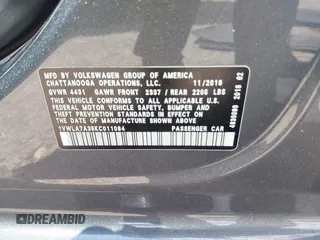 MFD BY VOLKSWAGEN GROUP OF AMERICA
CHATTANOOGA OPERATIONS, LLC. 11/2018
GVWR 4431 GAWR FRONT 2337 / REAR 2205 LBS
THIS VEHICLE CONFORMS TO ALL APPLICABLE U.S.
FEDERAL MOTOR VEHICLE SAFETY, BUMPER AND
THEFT PREVENTION STANDARDS IN EFFECT ON THE
DATE OF MANUFACTURE SHOWN ABOVE.
1VWLA7A36KC011084 PASSENGER CAR
DREAMBID